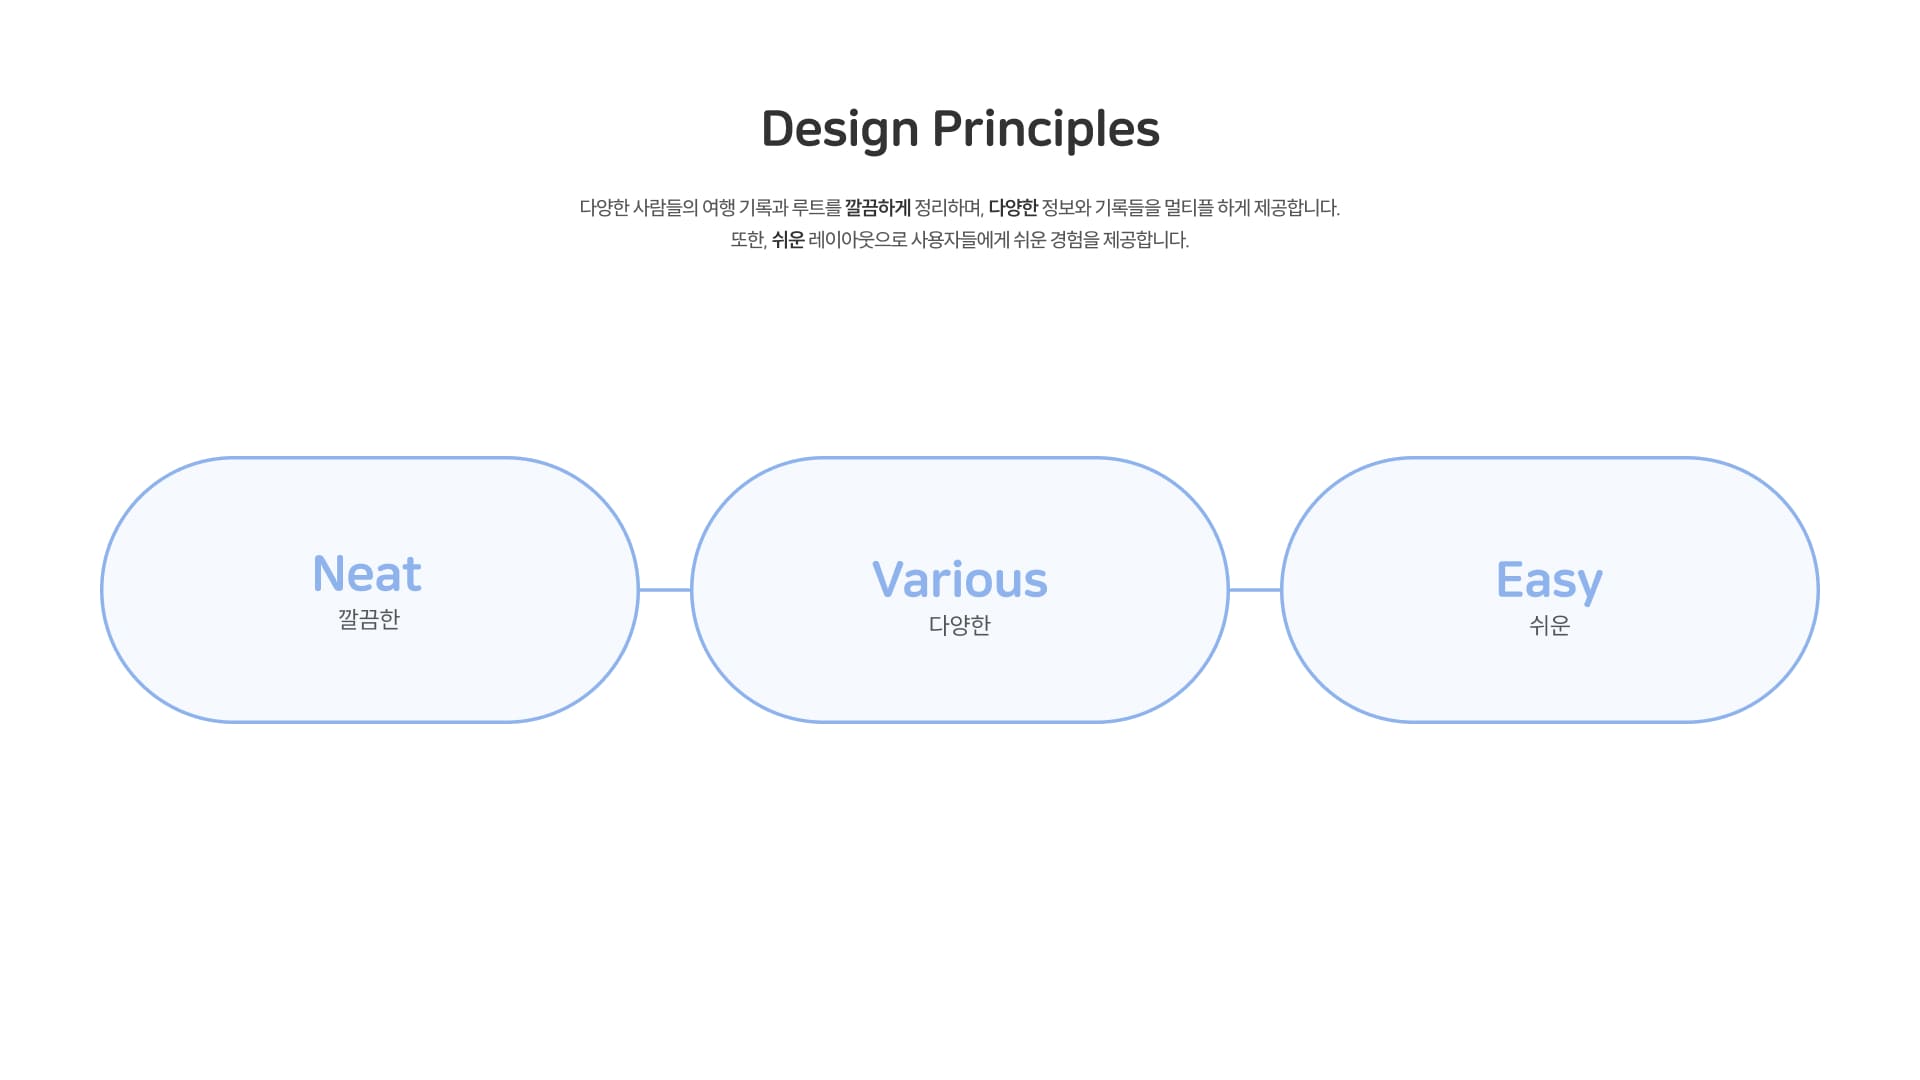 Design Principles
다양한 사람들의 여행 기록과 루트를 깔끔하게 정리하며, 다양한 정보와 기록들을 멀티플 하게 제공합니다.
또한, 쉬운 레이아웃으로 사용자들에게 쉬운 경험을 제공합니다.
Neat
깔끔한
Various
다양한
Easy
쉬운